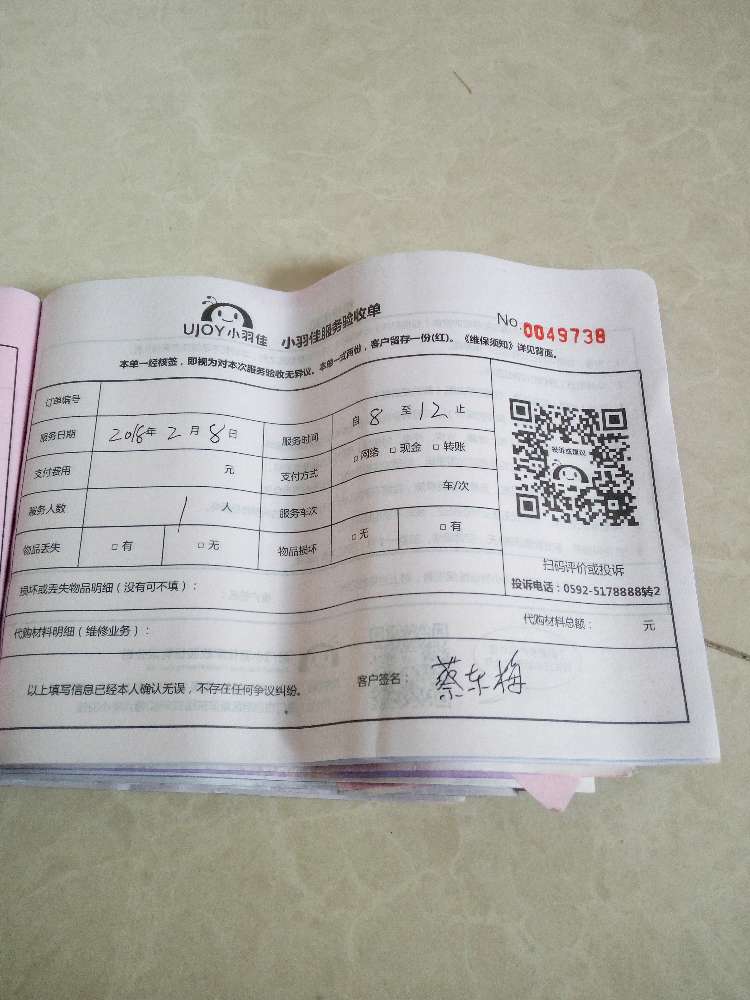 UJOY小羽佳 小羽佳服务验收单 No.0049738
本单一经核签，即视为对本次服务验收无异议。本单一式两份，客户留存一份(红)。《维保须知》详见背面。
订单编号
服务日期 2018年 2月 8日 服务时间 自 8 至 12 止
支付费用 元 支付方式 □网络 □现金 □转账
服务人数 1 人 服务车次 车/次
物品丢失 □有 □无 物品损坏 □无 □有
投诉或建议
扫码评价或投诉
投诉电话：0592-5178888转2
损坏或丢失物品明细（没有可不填）：
代购材料明细（维修业务）： 代购材料总额： 元
以上填写信息已经本人确认无误，不存在任何争议纠纷。 客户签名： 蔡东梅